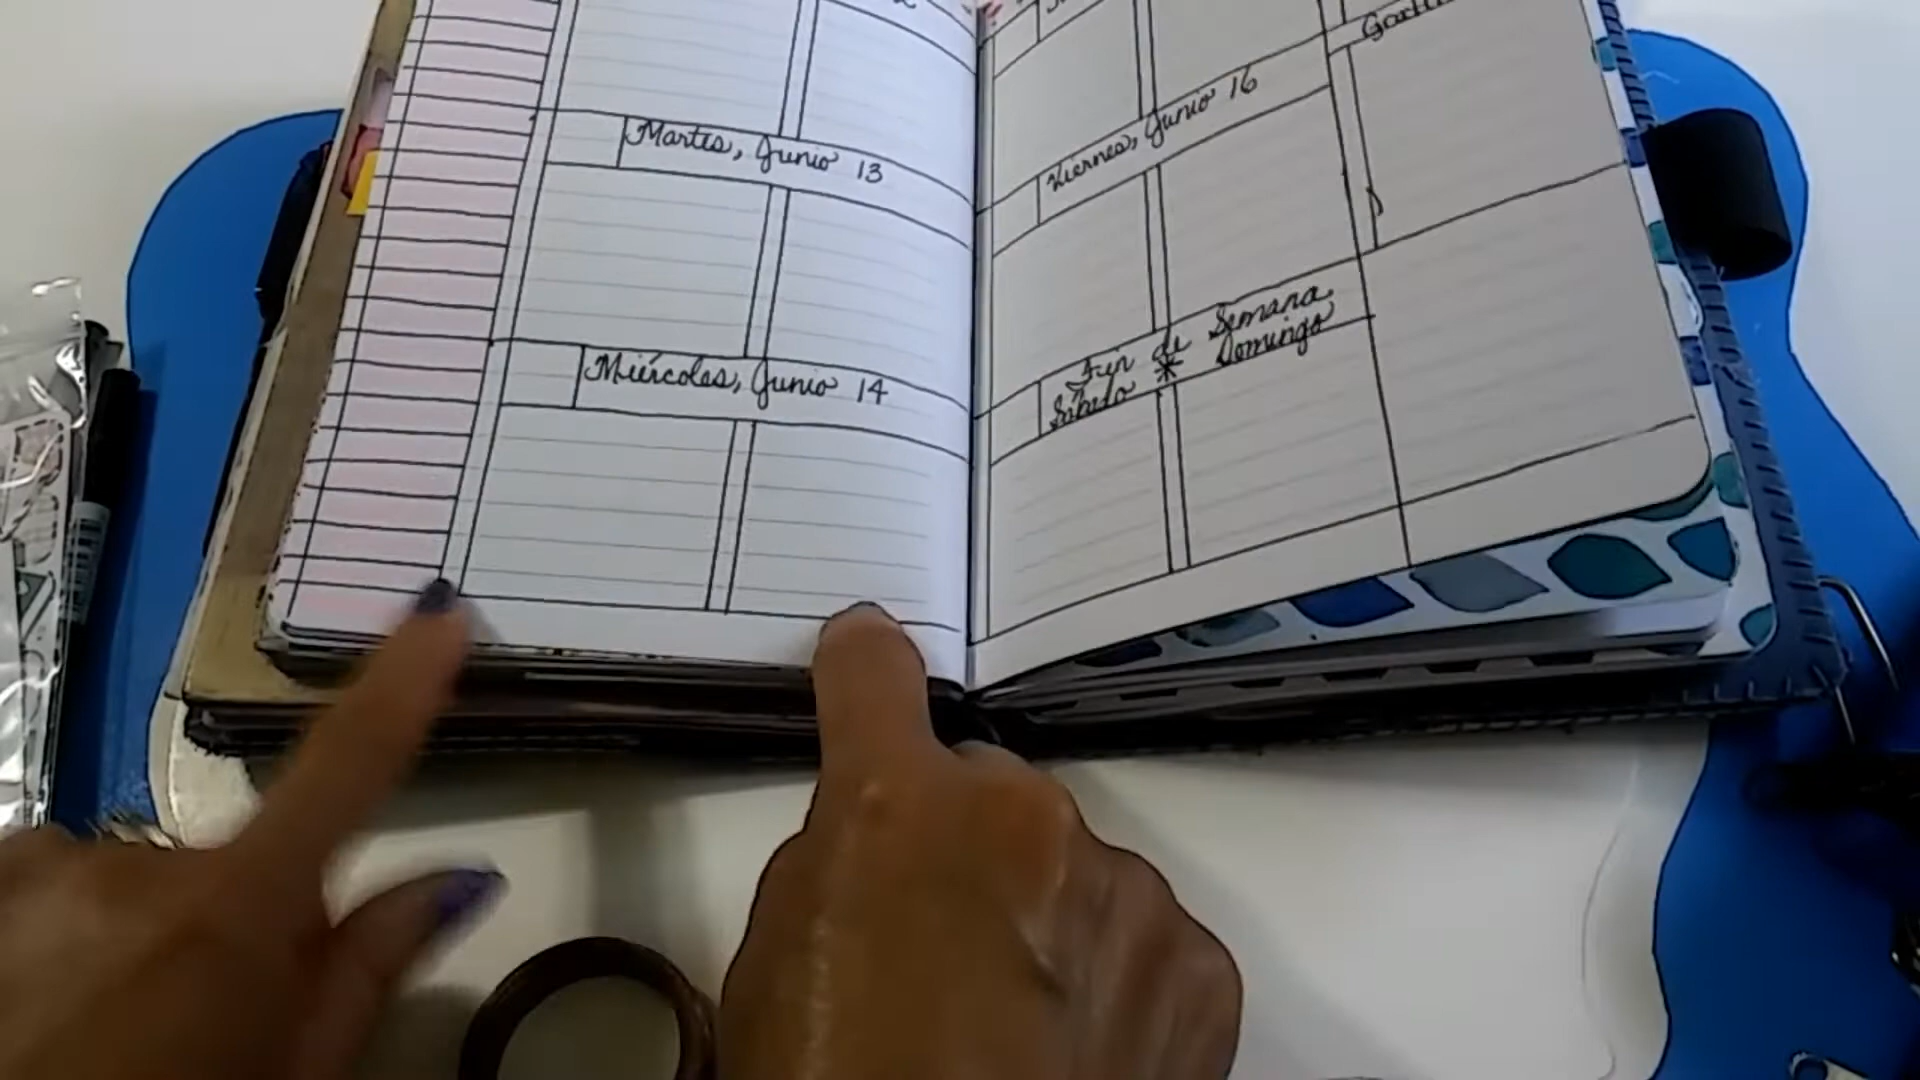 Martes, Junio 13
Miércoles, Junio 14
Viernes, Junio 16
Fin de Semana
Sábado * Domingo